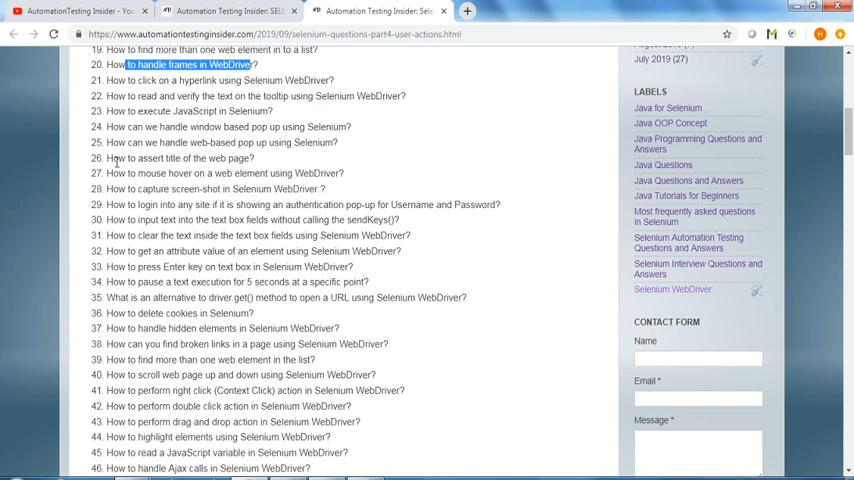 AutomationTesting Insider - You
Automation Testing Insider: SELE
Automation Testing Insider: Sele
https://www.automationtestinginsider.com/2019/09/selenium-questions-part4-user-actions.html
19. How to find more than one web element in to a list?
20. How to handle frames in WebDriver?
21. How to click on a hyperlink using Selenium WebDriver?
22. How to read and verify the text on the tooltip using Selenium WebDriver?
23. How to execute JavaScript in Selenium?
24. How can we handle window based pop up using Selenium?
25. How can we handle web-based pop up using Selenium?
26. How to assert title of the web page?
27. How to mouse hover on a web element using WebDriver?
28. How to capture screen-shot in Selenium WebDriver ?
29. How to login into any site if it is showing an authentication pop-up for Username and Password?
30. How to input text into the text box fields without calling the sendKeys()?
31. How to clear the text inside the text box fields using Selenium WebDriver?
32. How to get an attribute value of an element using Selenium WebDriver?
33. How to press Enter key on text box in Selenium WebDriver?
34. How to pause a text execution for 5 seconds at a specific point?
35. What is an alternative to driver.get() method to open a URL using Selenium WebDriver?
36. How to delete cookies in Selenium?
37. How to handle hidden elements in Selenium WebDriver?
38. How can you find broken links in a page using Selenium WebDriver?
39. How to find more than one web element in the list?
40. How to scroll web page up and down using Selenium WebDriver?
41. How to perform right click (Context Click) action in Selenium WebDriver?
42. How to perform double click action in Selenium WebDriver?
43. How to perform drag and drop action in Selenium WebDriver?
44. How to highlight elements using Selenium WebDriver?
45. How to read a JavaScript variable in Selenium WebDriver?
46. How to handle Ajax calls in Selenium WebDriver?
July 2019 (27)
LABELS
Java for Selenium
Java OOP Concept
Java Programming Questions and
Answers
Java Questions
Java Questions and Answers
Java Tutorials for Beginners
Most frequently asked questions
in Selenium
Selenium Automation Testing
Questions and Answers
Selenium Interview Questions and
Answers
Selenium WebDriver
CONTACT FORM
Name
Email *
Message *